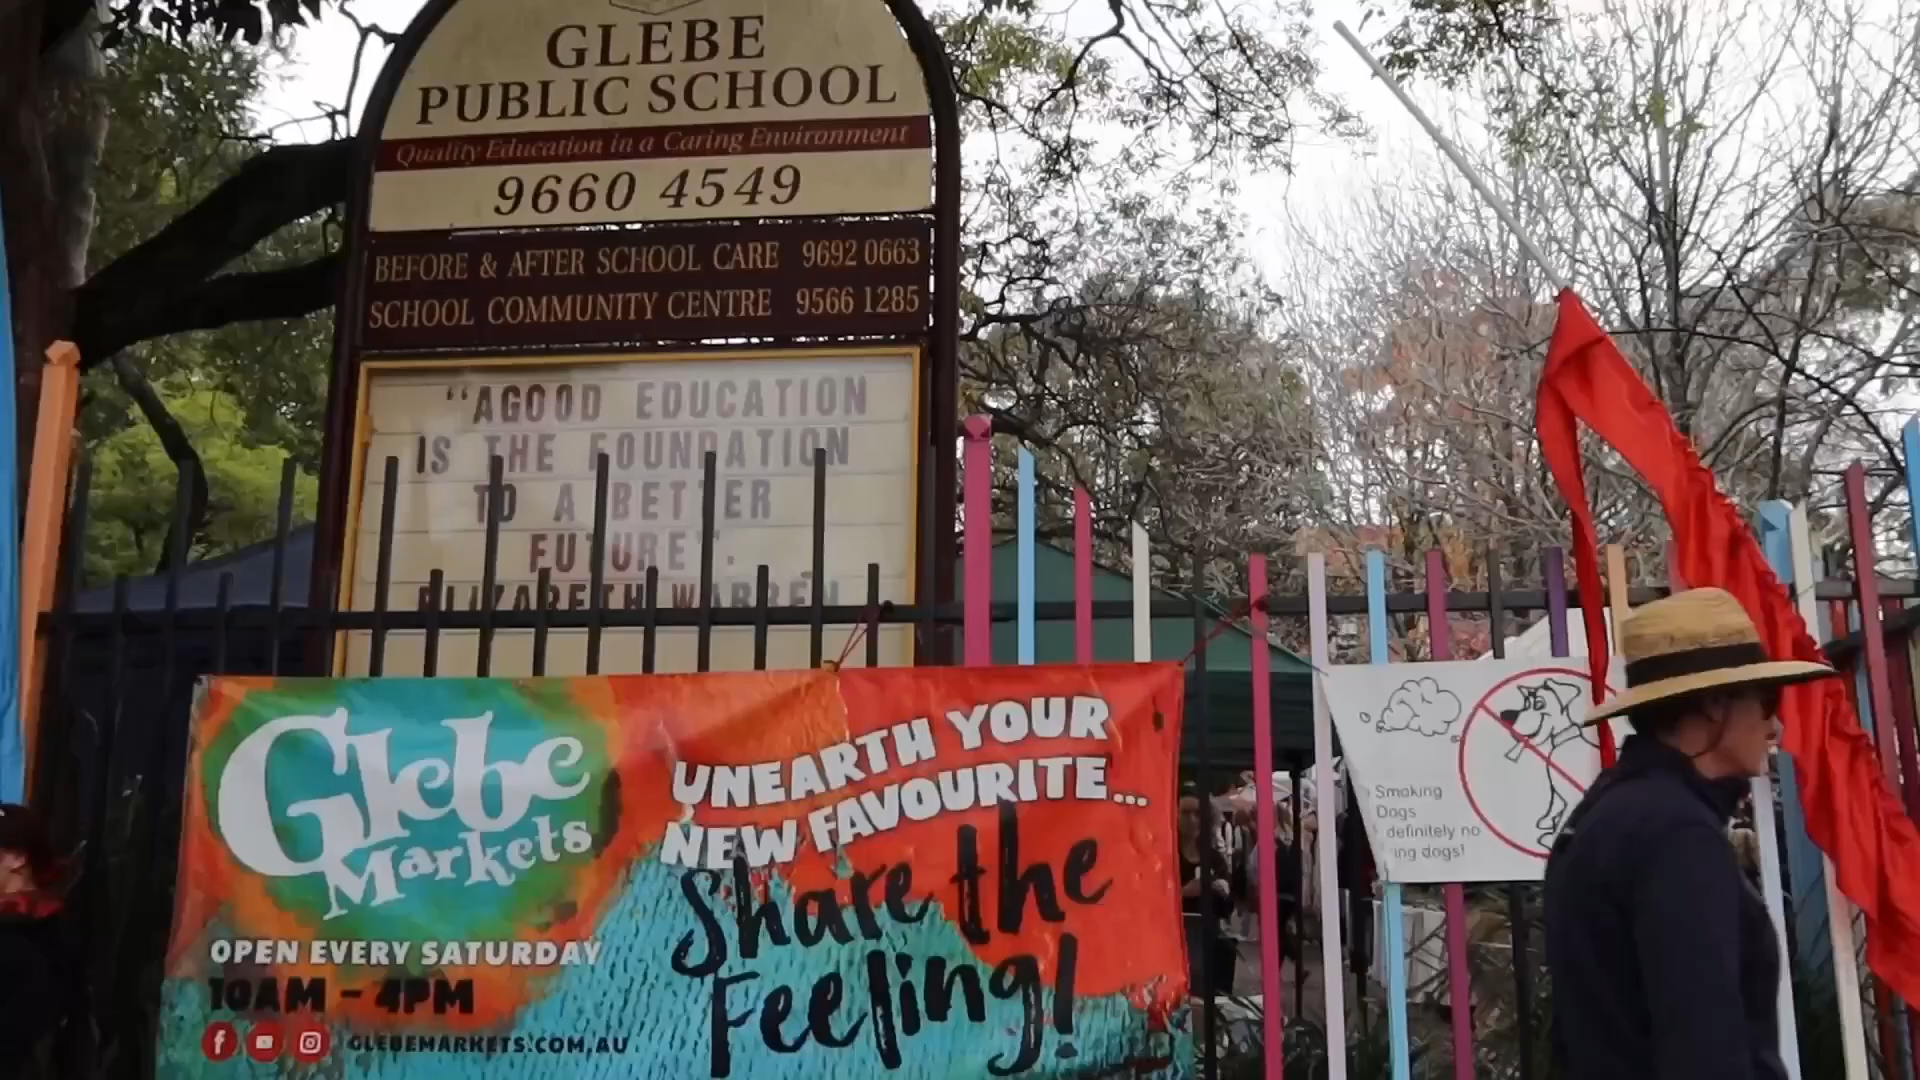 GLEBE
PUBLIC SCHOOL
Quality Education in a Caring Environment
9660 4549
BEFORE & AFTER SCHOOL CARE 9692 0663
SCHOOL COMMUNITY CENTRE 9566 1285
"AGOOD EDUCATION
IS THE FOUNDATION
TO A BETTER
FUTURE".
ELIZABETH WARREN
Glebe
Markets
OPEN EVERY SATURDAY
10AM - 4PM
GLEBEMARKETS.COM.AU
UNEARTH YOUR
NEW FAVOURITE...
Share the
Feeling!
Smoking
Dogs
definitely no
dogs!